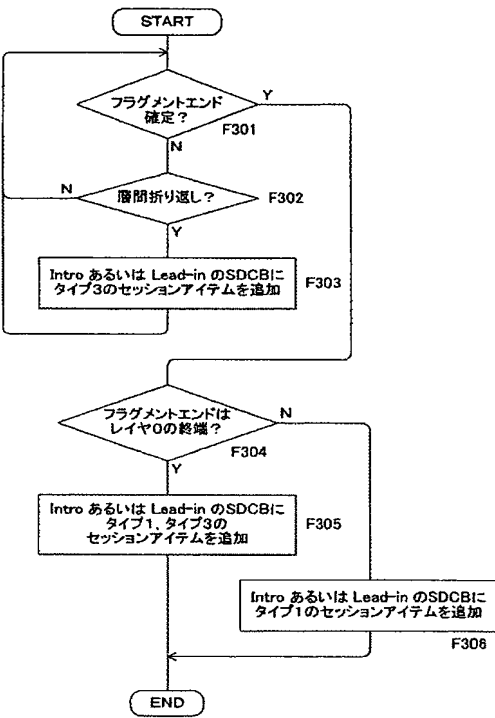 START
フラグメントエンド
確定？
Y
F301
N
層間折り返し？
N
F302
Y
Intro あるいは Lead-in のSDCBに
タイプ3のセッションアイテムを追加
F303
フラグメントエンドは
レイヤ0の終端？
N
F304
Y
Intro あるいは Lead-in のSDCBに
タイプ1、タイプ3の
セッションアイテムを追加
F305
Intro あるいは Lead-in のSDCBに
タイプ1のセッションアイテムを追加
F306
END